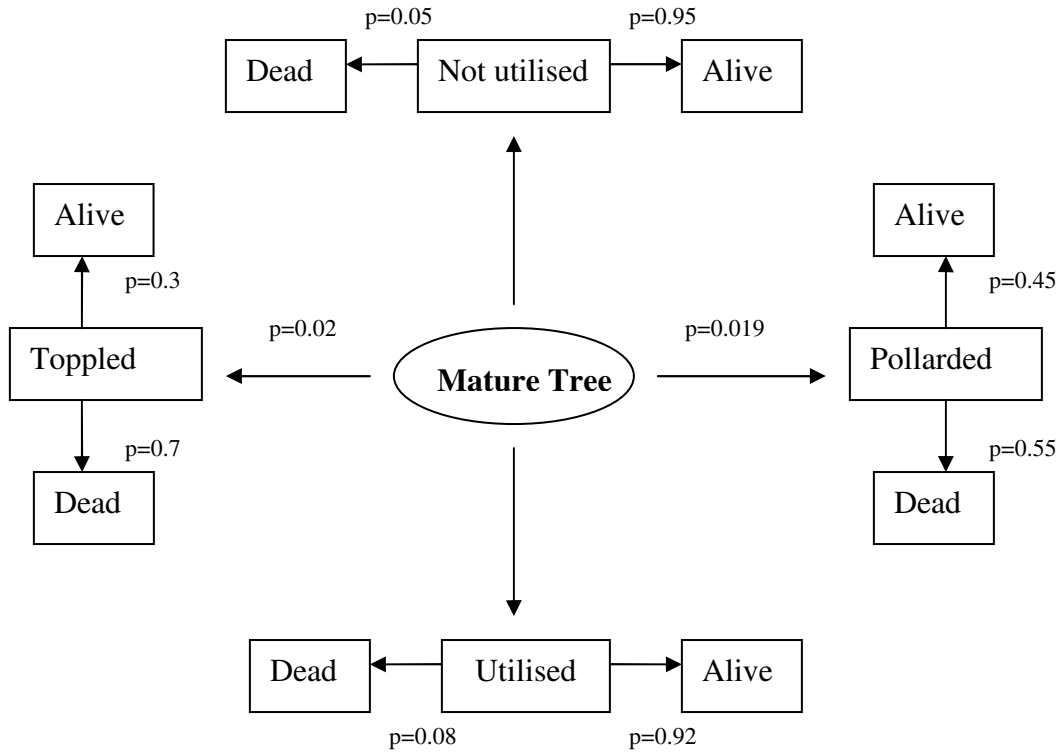 p=0.05 p=0.95
Dead Not utilised Alive
Alive Alive
p=0.3 p=0.45
p=0.02 p=0.019
Toppled Mature Tree Pollarded
p=0.7 p=0.55
Dead Dead
Dead Utilised Alive
p=0.08 p=0.92